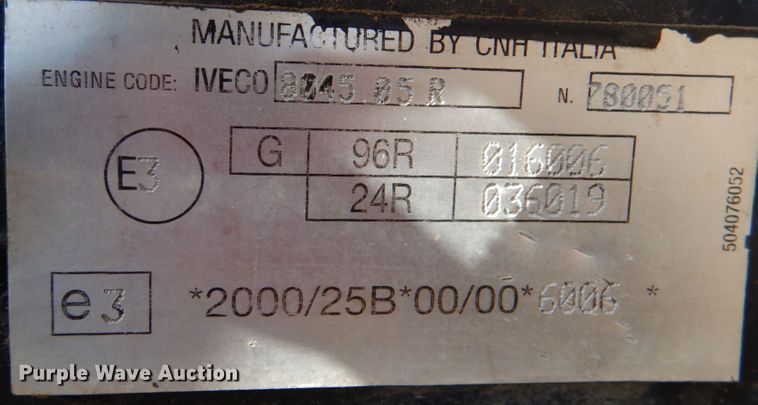 MANUFACTURED BY CNH ITALIA
ENGINE CODE: IVECO 8045.05 R N. 780051
E3 G 96R 016006
24R 036019
504076052
e3 *2000/25B*00/00*6006 *
Purple Wave Auction